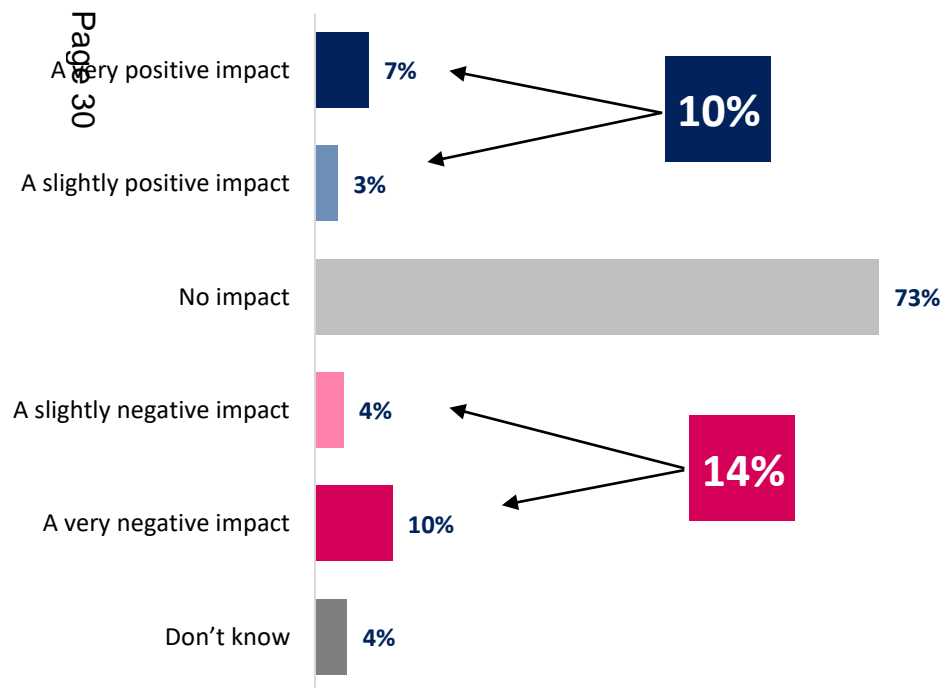 Page 30
A very positive impact
7%
10%
A slightly positive impact
3%
No impact
73%
A slightly negative impact
4%
14%
A very negative impact
10%
Don’t know
4%